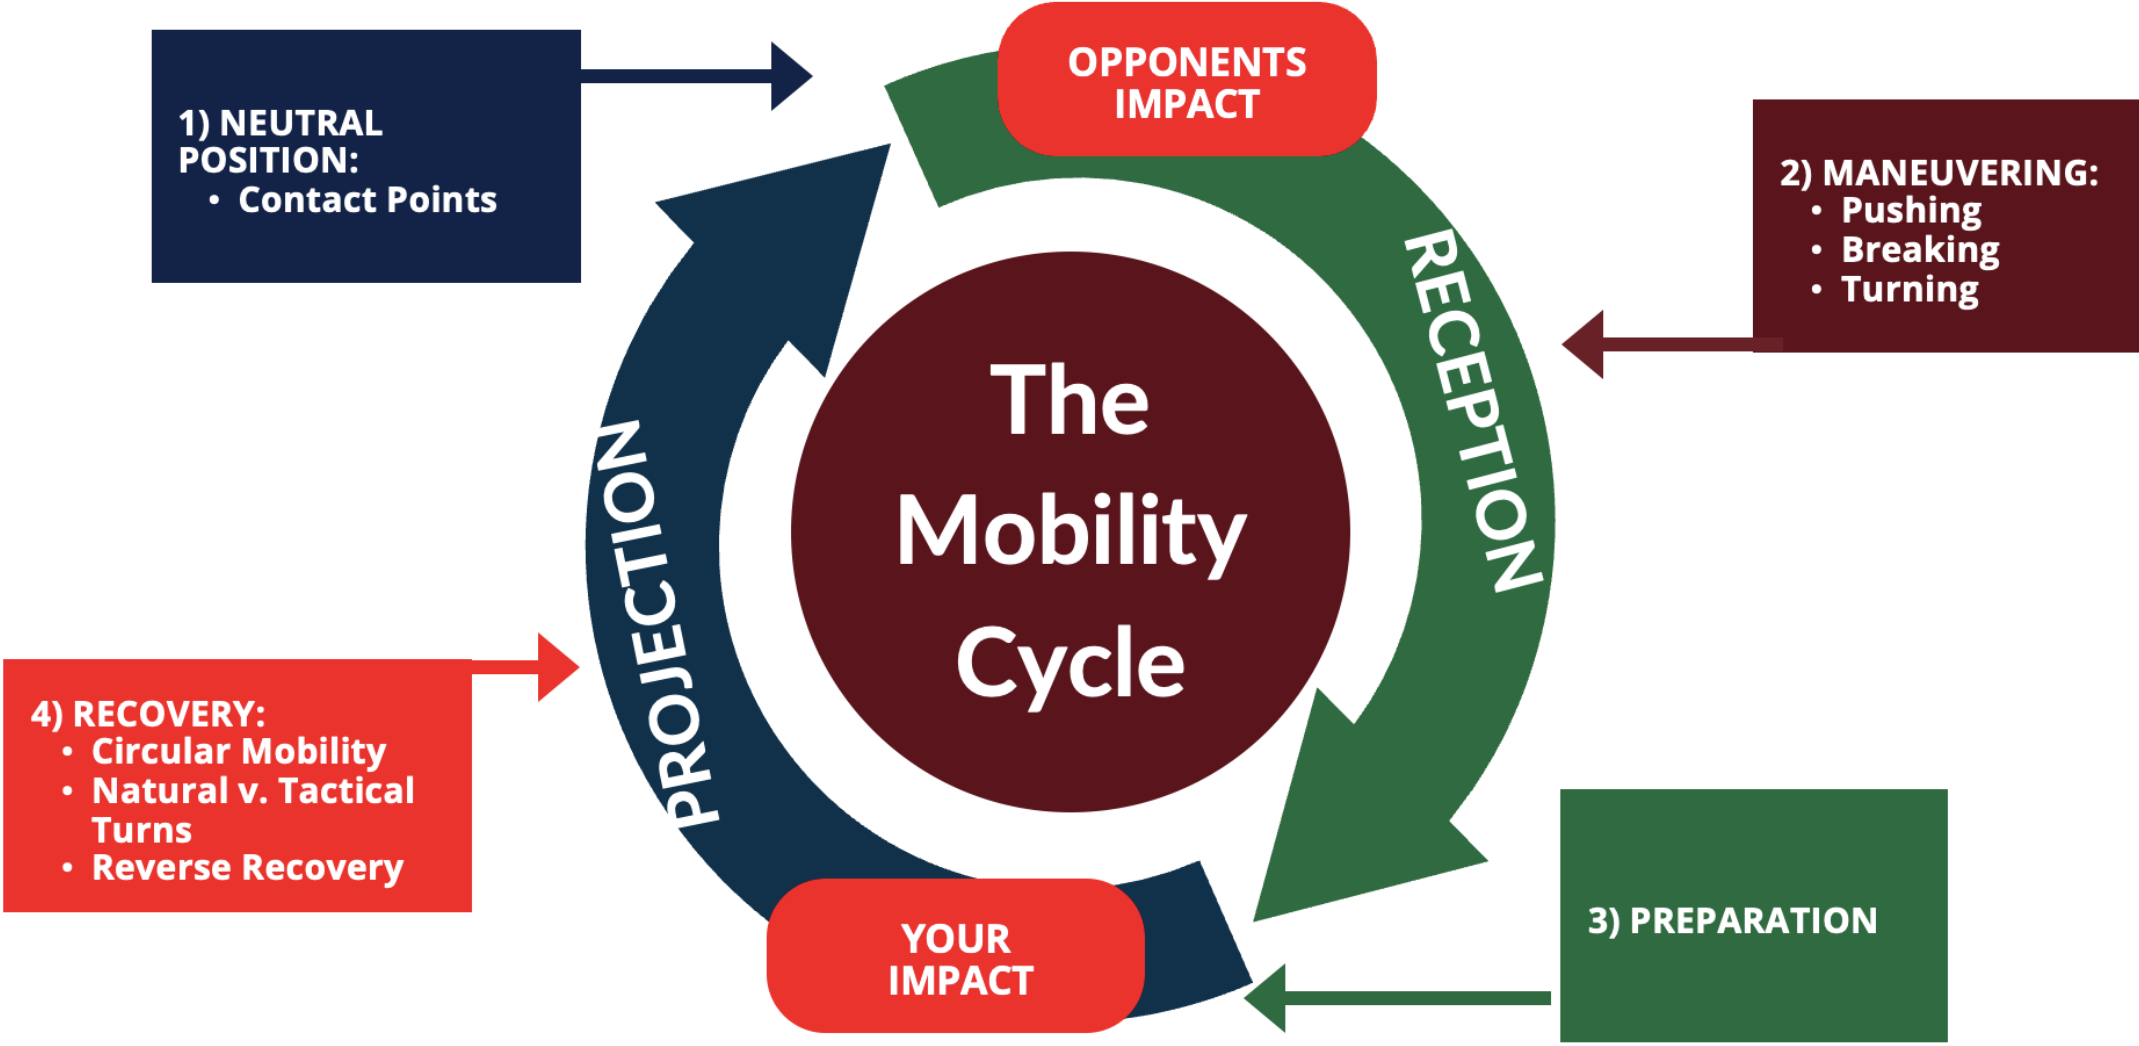 1) NEUTRAL
POSITION:
• Contact Points
OPPONENTS
IMPACT
2) MANEUVERING:
• Pushing
• Breaking
• Turning
RECEPTION
The
Mobility
Cycle
PROJECTION
4) RECOVERY:
• Circular Mobility
• Natural v. Tactical
Turns
• Reverse Recovery
YOUR
IMPACT
3) PREPARATION